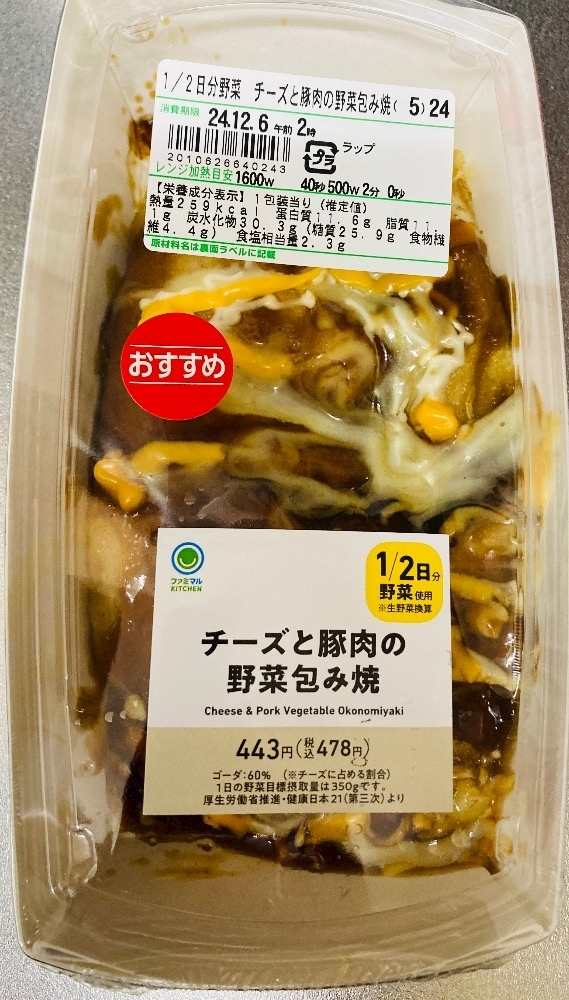 1/2日分野菜 チーズと豚肉の野菜包み焼( 5)24
消費期限 24.12.6 午前 2時
プラ ラップ
2010626640243
レンジ加熱目安 1600W 40秒 500W 2分 0秒
【栄養成分表示】1包装当り(推定値)
熱量259kcal 蛋白質11.6g 脂質11.
1g 炭水化物30.3g(糖質25.9g 食物繊
維4.4g) 食塩相当量2.3g
原材料名は裏面ラベルに記載
おすすめ
ファミマル
KITCHEN
1/2日分
野菜使用
※生野菜換算
チーズと豚肉の
野菜包み焼
Cheese & Pork Vegetable Okonomiyaki
443円(税込478円)
ゴーダ:60% (※チーズに占める割合)
1日の野菜目標摂取量は350gです。
厚生労働省推進・健康日本21(第三次)より